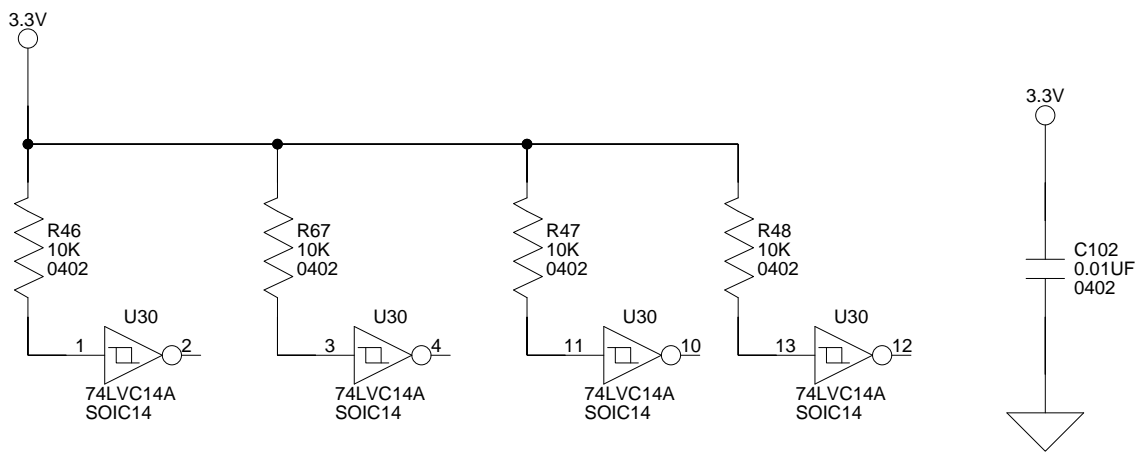 3.3V
3.3V
R46
10K
0402
R67
10K
0402
R47
10K
0402
R48
10K
0402
C102
0.01UF
0402
U30
1
2
74LVC14A
SOIC14
U30
3
4
74LVC14A
SOIC14
U30
11
10
74LVC14A
SOIC14
U30
13
12
74LVC14A
SOIC14